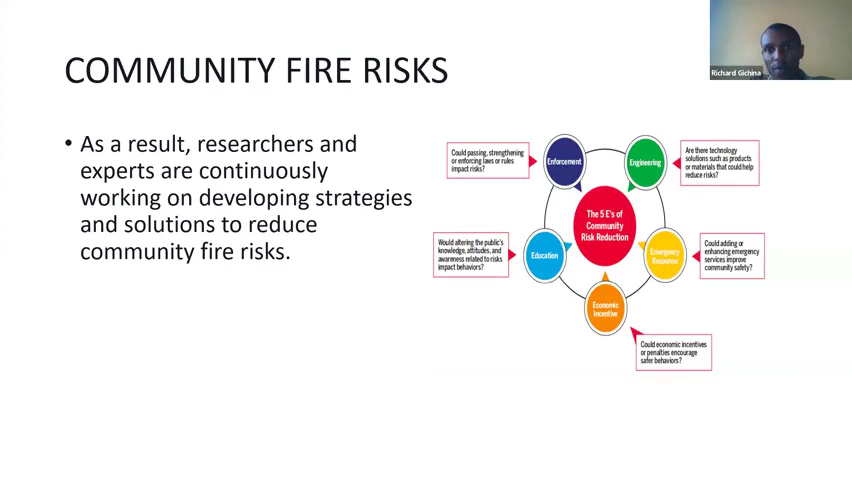 Richard Gichina
COMMUNITY FIRE RISKS
• As a result, researchers and
experts are continuously
working on developing strategies
and solutions to reduce
community fire risks.
Could passing, strengthening
or enforcing laws or rules
impact risks?
Enforcement
Engineering
Are there technology
solutions such as products
or materials that could help
reduce risks?
The 5 E's of
Community
Risk Reduction
Would altering the public's
knowledge, attitudes, and
awareness related to risks
impact behaviors?
Education
Emergency
Response
Could adding or
enhancing emergency
services improve
community safety?
Economic
Incentive
Could economic incentives
or penalties encourage
safer behaviors?